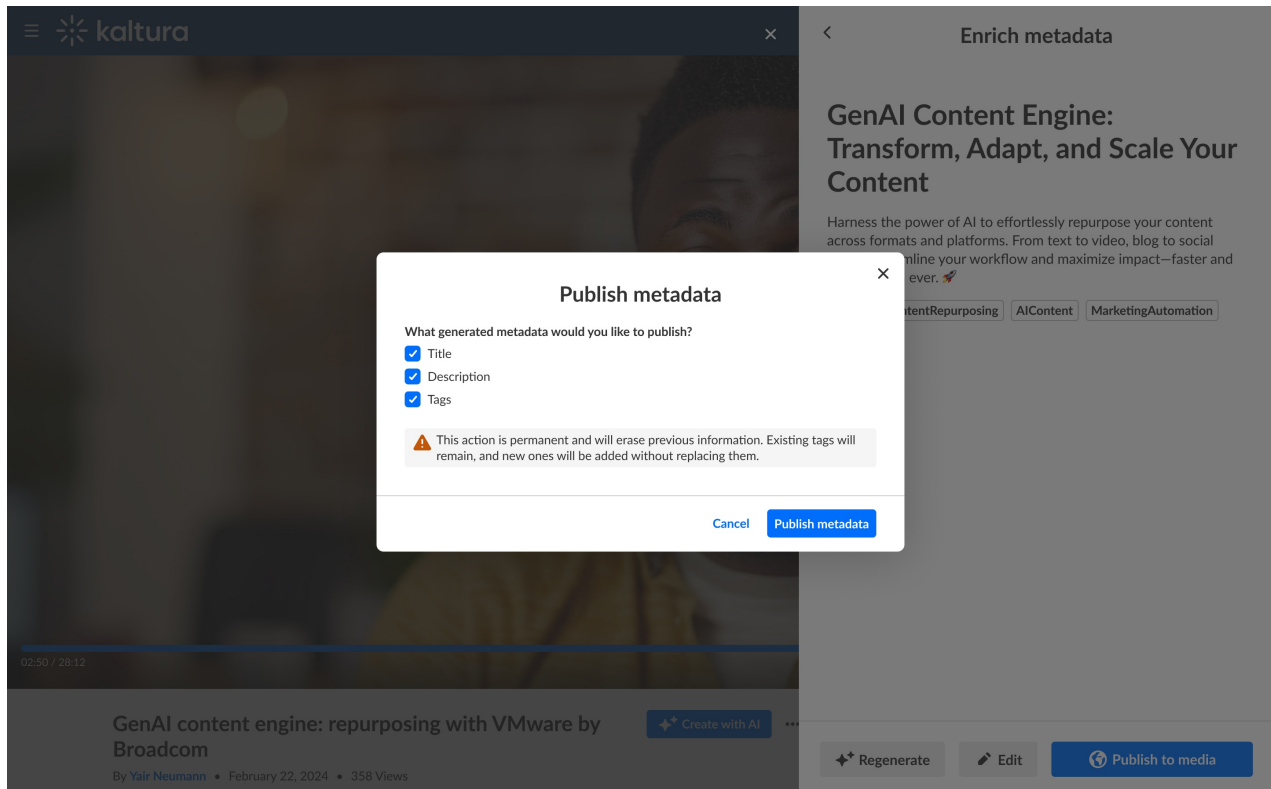 kaltura
Enrich metadata
GenAI Content Engine:
Transform, Adapt, and Scale Your
Content
Harness the power of AI to effortlessly repurpose your content
across formats and platforms. From text to video, blog to social
mline your workflow and maximize impact—faster and
ever. 🚀
ntentRepurposing
AIContent
MarketingAutomation
Publish metadata
What generated metadata would you like to publish?
Title
Description
Tags
This action is permanent and will erase previous information. Existing tags will
remain, and new ones will be added without replacing them.
Cancel
Publish metadata
02:50 / 28:12
GenAI content engine: repurposing with VMware by
Broadcom
Create with AI
By Yair Neumann • February 22, 2024 • 358 Views
Regenerate
Edit
Publish to media